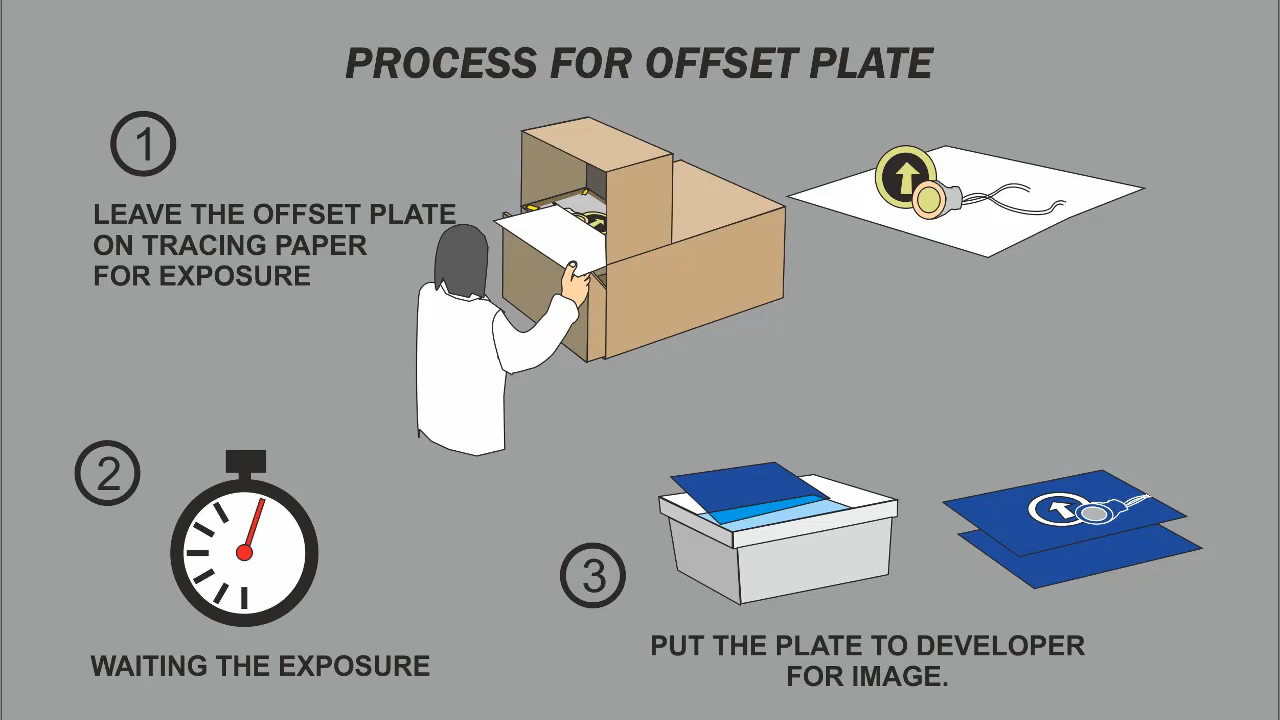 PROCESS FOR OFFSET PLATE
1
LEAVE THE OFFSET PLATE
ON TRACING PAPER
FOR EXPOSURE
2
WAITING THE EXPOSURE
3
PUT THE PLATE TO DEVELOPER
FOR IMAGE.